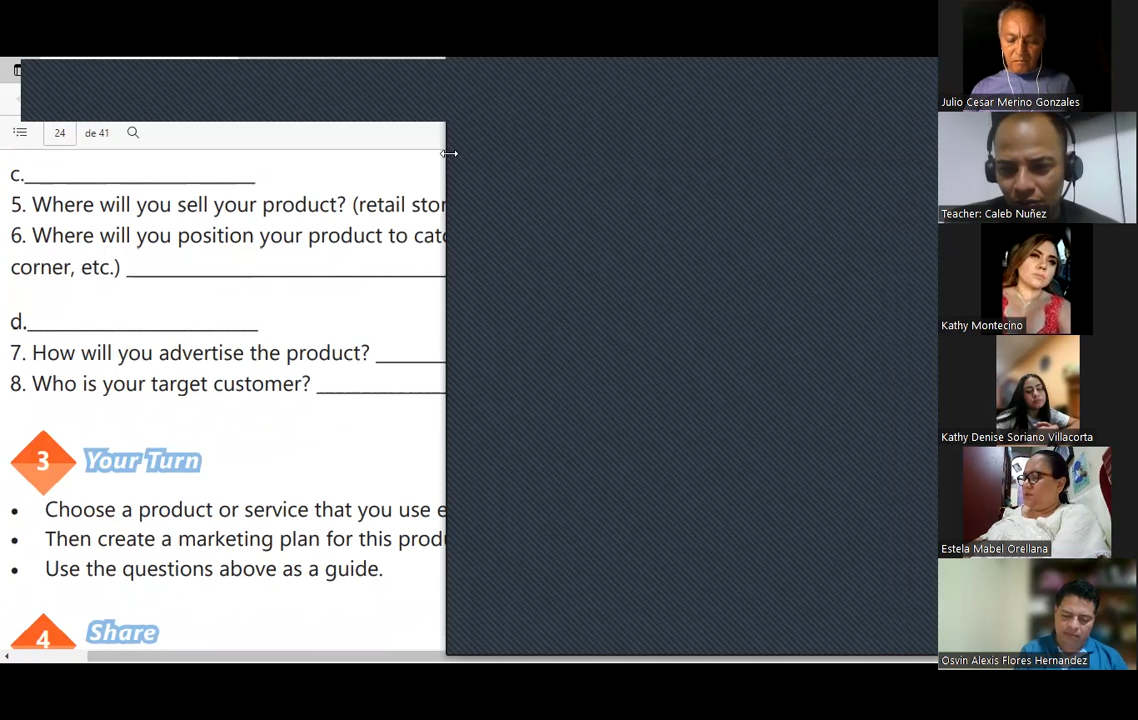 24 de 41
c.______________________
5. Where will you sell your product? (retail stor
6. Where will you position your product to catc
corner, etc.) ______________________________
d.______________________
7. How will you advertise the product? _______
8. Who is your target customer? ____________
3 Your Turn
• Choose a product or service that you use e
• Then create a marketing plan for this produ
• Use the questions above as a guide.
4 Share
Julio Cesar Merino Gonzales
Teacher: Caleb Nuñez
Kathy Montecino
Kathy Denise Soriano Villacorta
Estela Mabel Orellana
Osvin Alexis Flores Hernandez